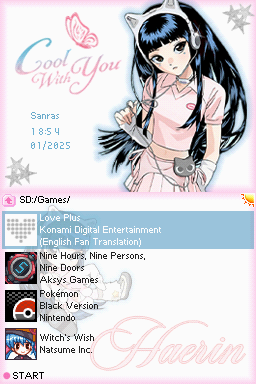 Cool
With You
Sanras
18:54
01/2025
SD:/Games/
Love Plus
Konami Digital Entertainment
(English Fan Translation)
Nine Hours, Nine Persons,
Nine Doors
Aksys Games
Pokémon
Black Version
Nintendo
Witch's Wish
Natsume Inc.
Haerin
START